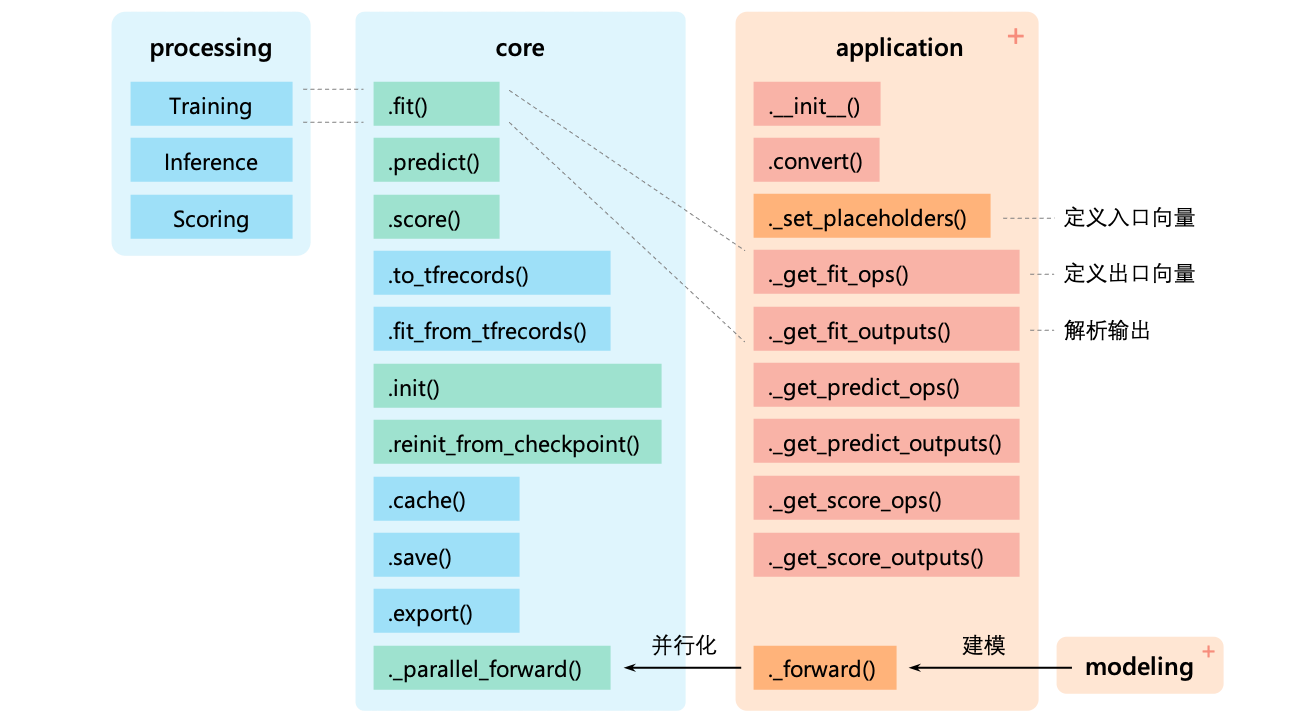 processing
Training
Inference
Scoring
core
.fit()
.predict()
.score()
.to_tfrecords()
.fit_from_tfrecords()
.init()
.reinit_from_checkpoint()
.cache()
.save()
.export()
._parallel_forward()
并行化
application
+
.__init__()
.convert()
._set_placeholders()
定义入口向量
._get_fit_ops()
定义出口向量
._get_fit_outputs()
解析输出
._get_predict_ops()
._get_predict_outputs()
._get_score_ops()
._get_score_outputs()
._forward()
建模
modeling
+